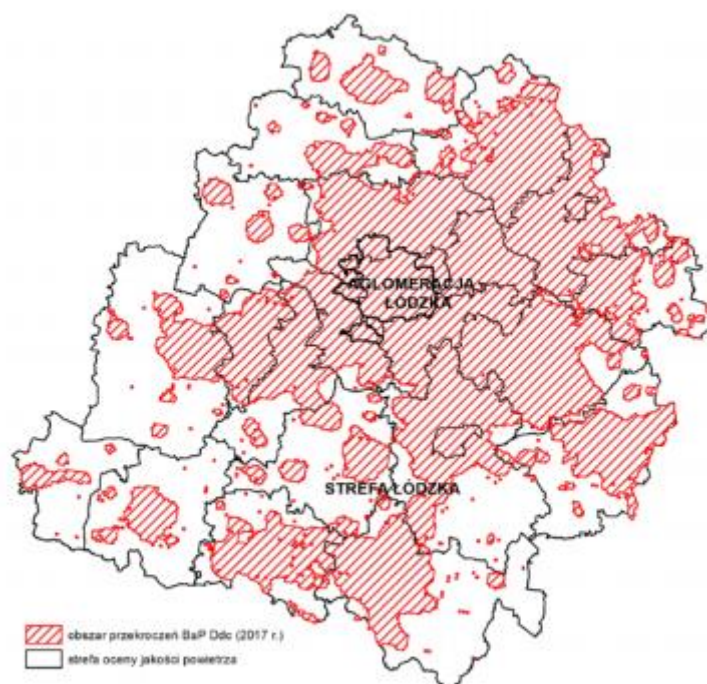 AGLOMERACJA
ŁÓDZKA
STREFA ŁÓDZKA
obszar przekroczeń BaP Ddc (2017 r.)
strefa oceny jakości powietrza